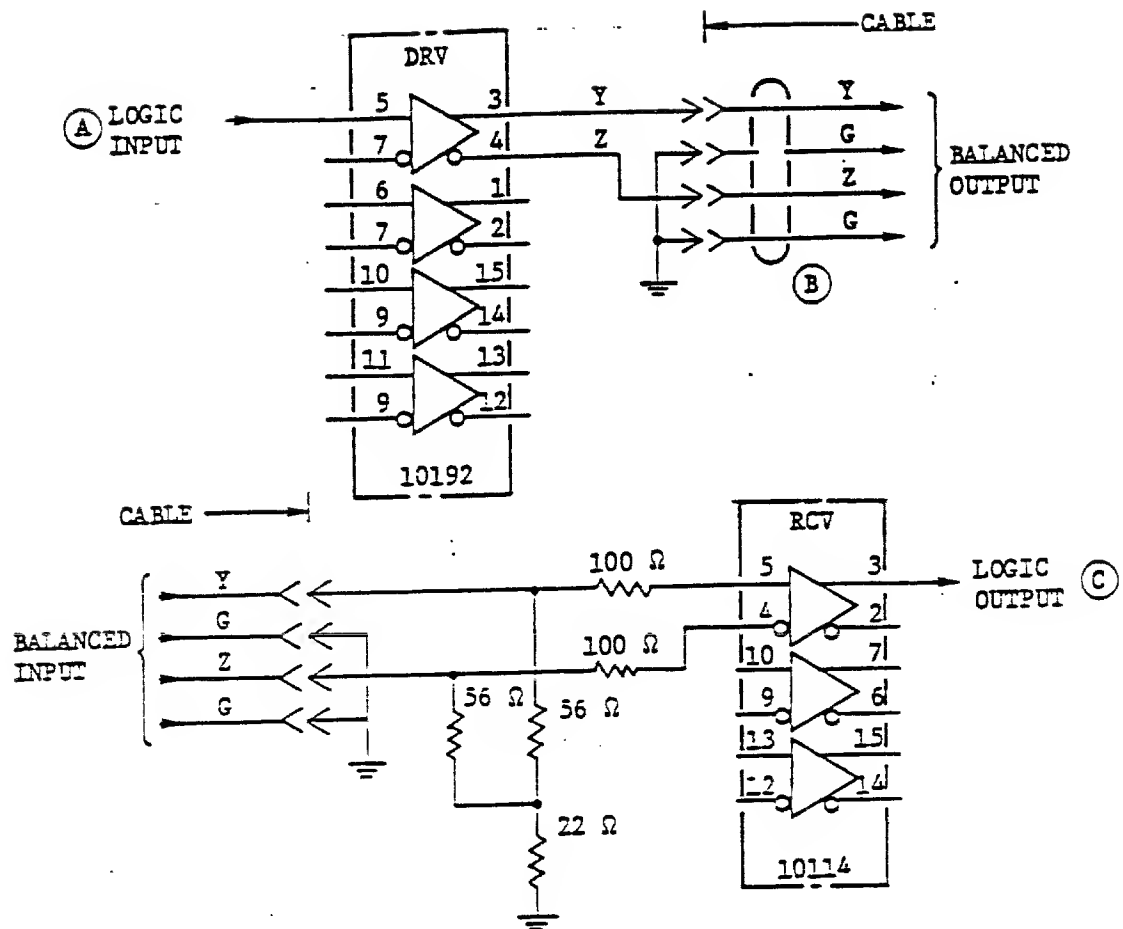 CABLE
DRV
A LOGIC INPUT
5 3 Y Y
7 4 Z G
6 1 Z
7 2 G
BALANCED OUTPUT
B
10 15
9 14
11 13
9 12
10192
CABLE
RCV
100 Ω
5 3
LOGIC OUTPUT C
Y
G
Z
G
BALANCED INPUT
4 2
100 Ω
10 7
9 6
56 Ω
56 Ω
13 15
12 14
22 Ω
10114